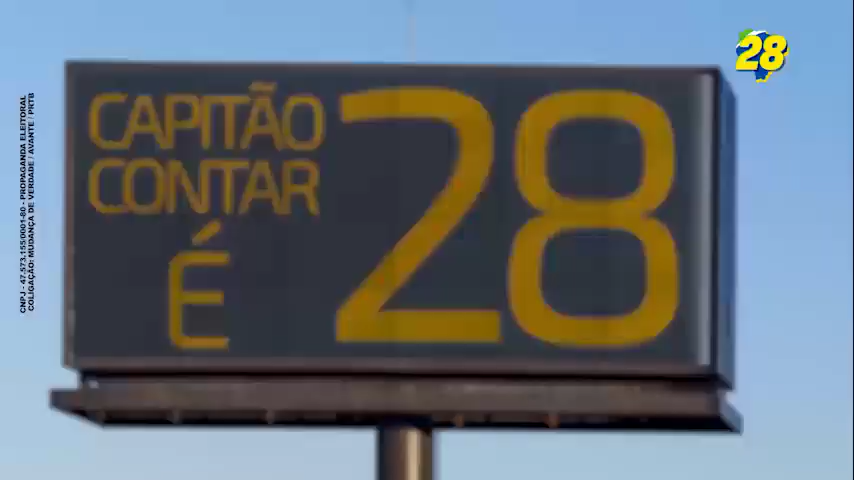 CAPITÃO
CONTAR
É
28
28
CNPJ - 47.573.155/0001-80 - PROPAGANDA ELEITORAL
COLIGAÇÃO: MUDANÇA DE VERDADE / AVANTE / PRTB